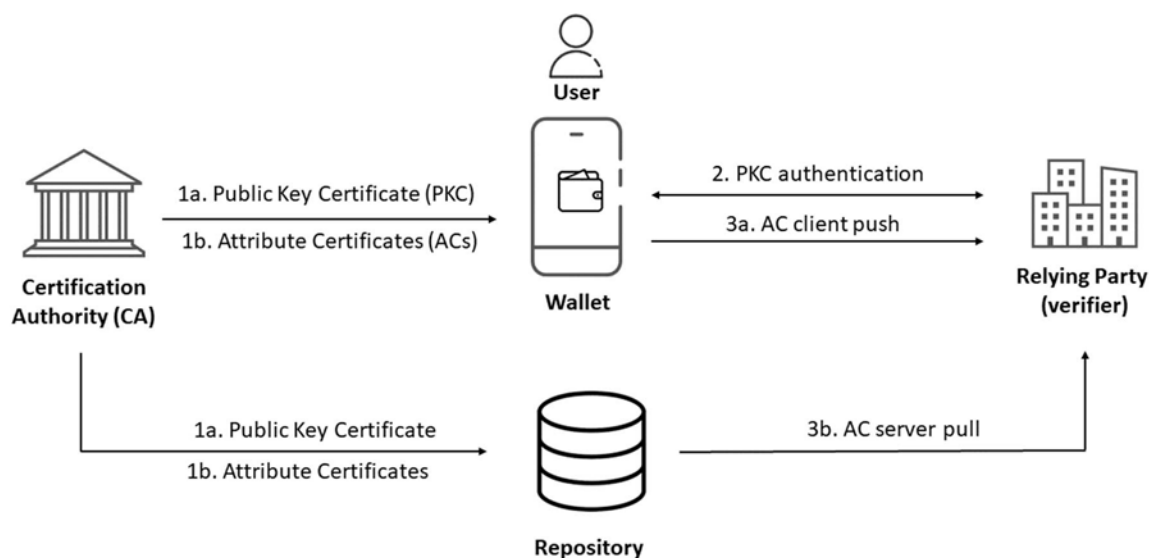 User
1a. Public Key Certificate (PKC)
1b. Attribute Certificates (ACs)
2. PKC authentication
3a. AC client push
Certification
Authority (CA)
Wallet
Relying Party
(verifier)
1a. Public Key Certificate
1b. Attribute Certificates
3b. AC server pull
Repository